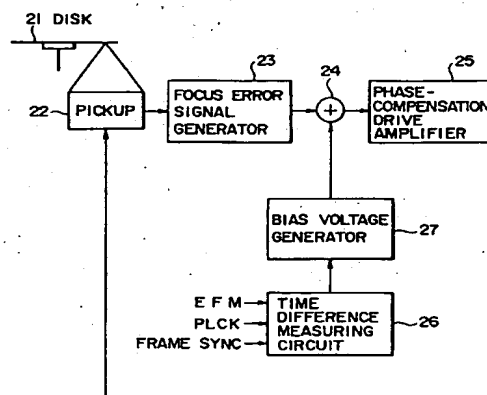 21 DISK
22
PICKUP
23
FOCUS ERROR
SIGNAL
GENERATOR
24
25
PHASE-
COMPENSATION
DRIVE
AMPLIFIER
BIAS VOLTAGE
GENERATOR
27
EFM
PLCK
FRAME SYNC
TIME
DIFFERENCE
MEASURING
CIRCUIT
26